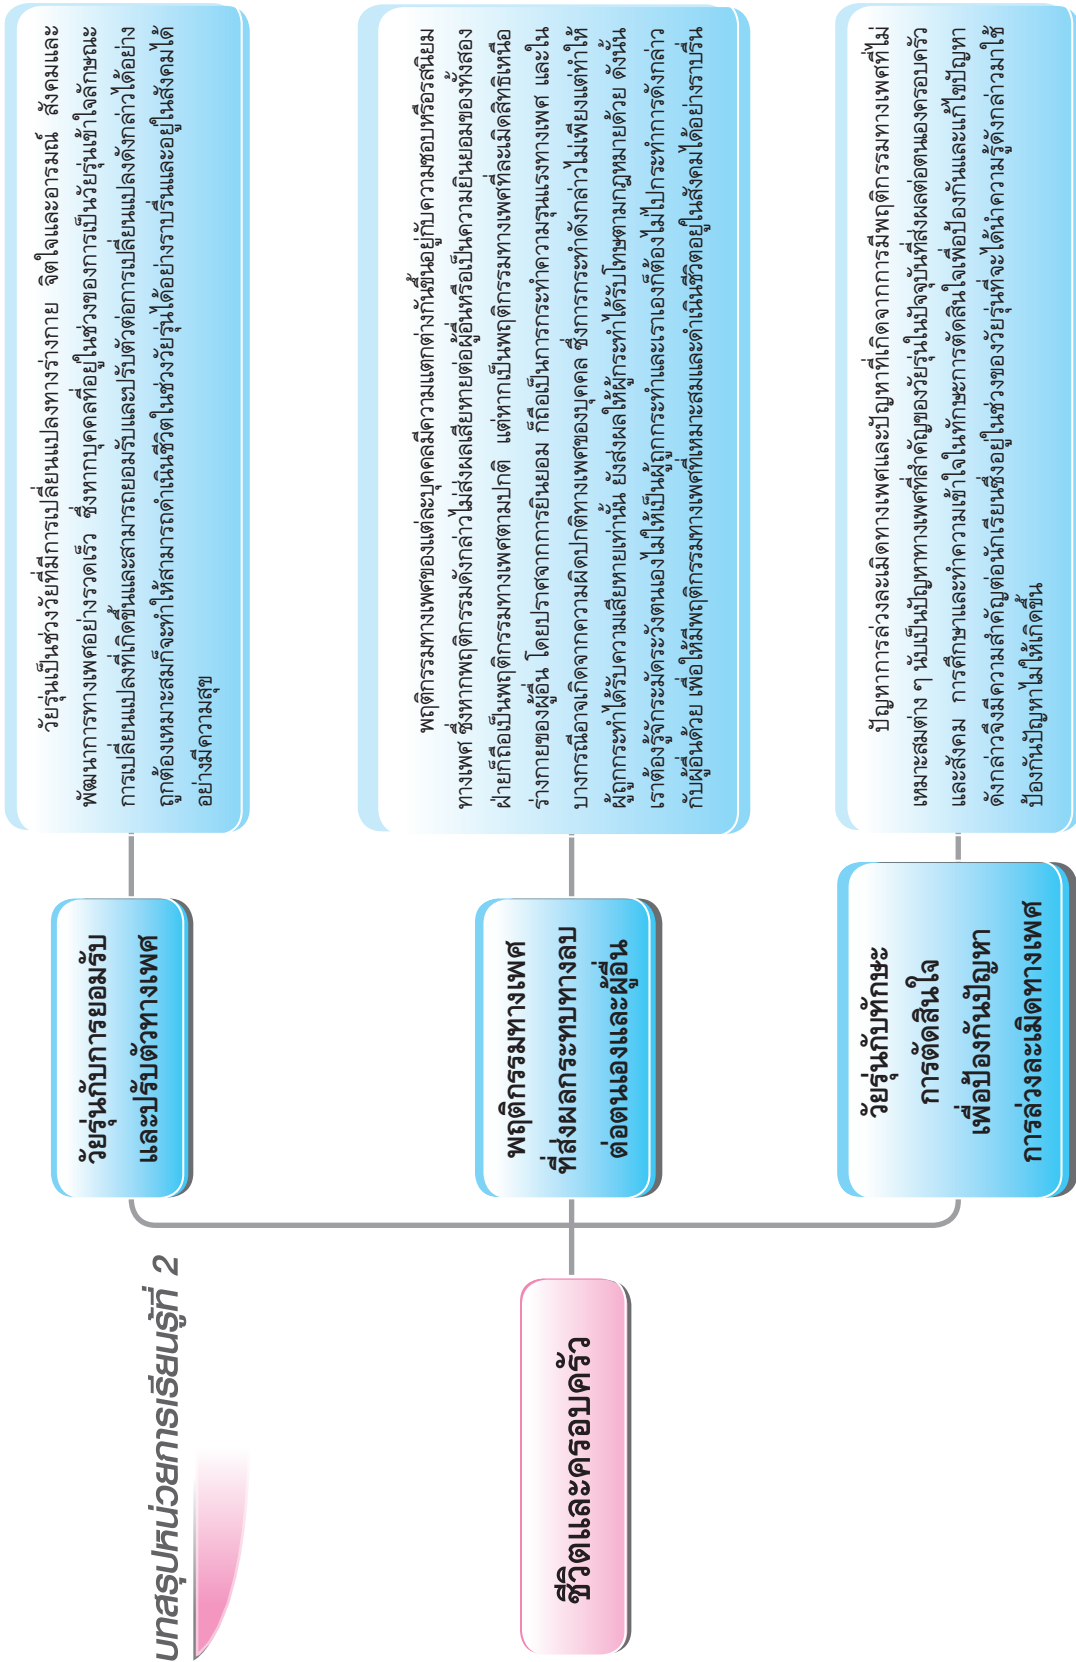 บทสรุปหน่วยการเรียนรู้ที่ 2
ชีวิตและครอบครัว
วัยรุ่นกับการยอมรับ
และปรับตัวทางเพศ
วัยรุ่นเป็นช่วงวัยที่มีการเปลี่ยนแปลงทางร่างกาย จิตใจและอารมณ์ สังคมและ
พัฒนาการทางเพศอย่างรวดเร็ว ซึ่งหากบุคคลที่อยู่ในช่วงของการเป็นวัยรุ่นเข้าใจลักษณะ
การเปลี่ยนแปลงที่เกิดขึ้นและสามารถยอมรับและปรับตัวต่อการเปลี่ยนแปลงดังกล่าวได้อย่าง
ถูกต้องเหมาะสมก็จะทำให้สามารถดำเนินชีวิตในช่วงวัยรุ่นได้อย่างราบรื่นและอยู่ในสังคมได้
อย่างมีความสุข
พฤติกรรมทางเพศ
ที่ส่งผลกระทบทางลบ
ต่อตนเองและผู้อื่น
พฤติกรรมทางเพศของแต่ละบุคคลมีความแตกต่างกันขึ้นอยู่กับความชอบหรือรสนิยม
ทางเพศ ซึ่งหากพฤติกรรมดังกล่าวไม่ส่งผลเสียหายต่อผู้อื่นหรือเป็นความยินยอมของทั้งสอง
ฝ่ายก็ถือเป็นพฤติกรรมทางเพศตามปกติ แต่หากเป็นพฤติกรรมทางเพศที่ละเมิดสิทธิเหนือ
ร่างกายของผู้อื่น โดยปราศจากการยินยอม ก็ถือเป็นการกระทำความรุนแรงทางเพศ และใน
บางกรณีอาจเกิดจากความผิดปกติทางเพศของบุคคล ซึ่งการกระทำดังกล่าวไม่เพียงแต่ทำให้
ผู้ถูกกระทำได้รับความเสียหายเท่านั้น ยังส่งผลให้ผู้กระทำได้รับโทษตามกฎหมายด้วย ดังนั้น
เราต้องรู้จักระมัดระวังตนเองไม่ให้เป็นผู้ถูกกระทำและเราเองก็ต้องไม่ไปกระทำการดังกล่าว
กับผู้อื่นด้วย เพื่อให้มีพฤติกรรมทางเพศที่เหมาะสมและดำเนินชีวิตอยู่ในสังคมได้อย่างราบรื่น
วัยรุ่นกับทักษะ
การตัดสินใจ
เพื่อป้องกันปัญหา
การล่วงละเมิดทางเพศ
ปัญหาการล่วงละเมิดทางเพศและปัญหาที่เกิดจากการมีพฤติกรรมทางเพศที่ไม่
เหมาะสมต่าง ๆ นับเป็นปัญหาทางเพศที่สำคัญของวัยรุ่นในปัจจุบันที่ส่งผลต่อตนเองครอบครัว
และสังคม การศึกษาและทำความเข้าใจในทักษะการตัดสินใจเพื่อป้องกันและแก้ไขปัญหา
ดังกล่าวจึงมีความสำคัญต่อนักเรียนซึ่งอยู่ในช่วงของวัยรุ่นที่จะได้นำความรู้ดังกล่าวมาใช้
ป้องกันปัญหาไม่ให้เกิดขึ้น